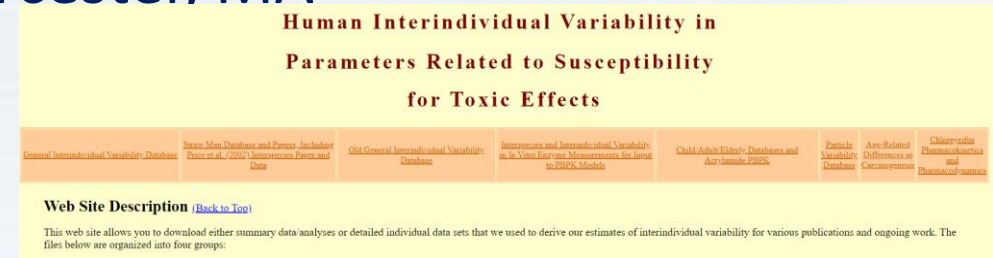 MA
Human Interindividual Variability in
Parameters Related to Susceptibility
for Toxic Effects
General Interindividual Variability Database
Straw Man Database and Papers, Including
Price et al. (2002) Interspecies Paper and
Data
Old General Interindividual Variability
Database
Interspecies and Interindividual Variability
in In Vitro Enzyme Measurements for Input
to PBPK Models
Child/Adult/Elderly Databases and
Acrylamide PBPK
Particle
Variability
Database
Age-Related
Differences in
Carcinogenesis
Chlorpyrifos
Pharmacokinetics
and
Pharmacodynamics
Web Site Description (Back to Top)
This web site allows you to download either summary data/analyses or detailed individual data sets that we used to derive our estimates of interindividual variability for various publications and ongoing work. The
files below are organized into four groups: